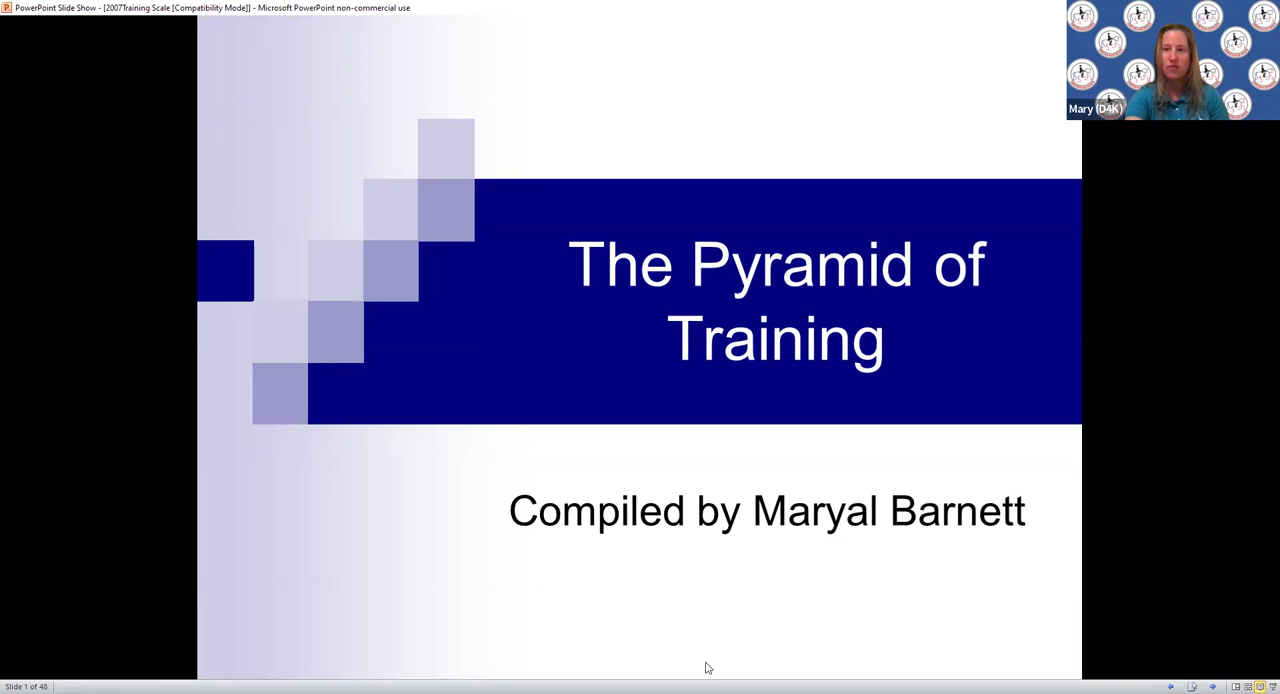 PowerPoint Slide Show - [2007Training Scale [Compatibility Mode]] - Microsoft PowerPoint non-commercial use
Mary (D4K)
The Pyramid of
Training
Compiled by Maryal Barnett
Slide 1 of 48